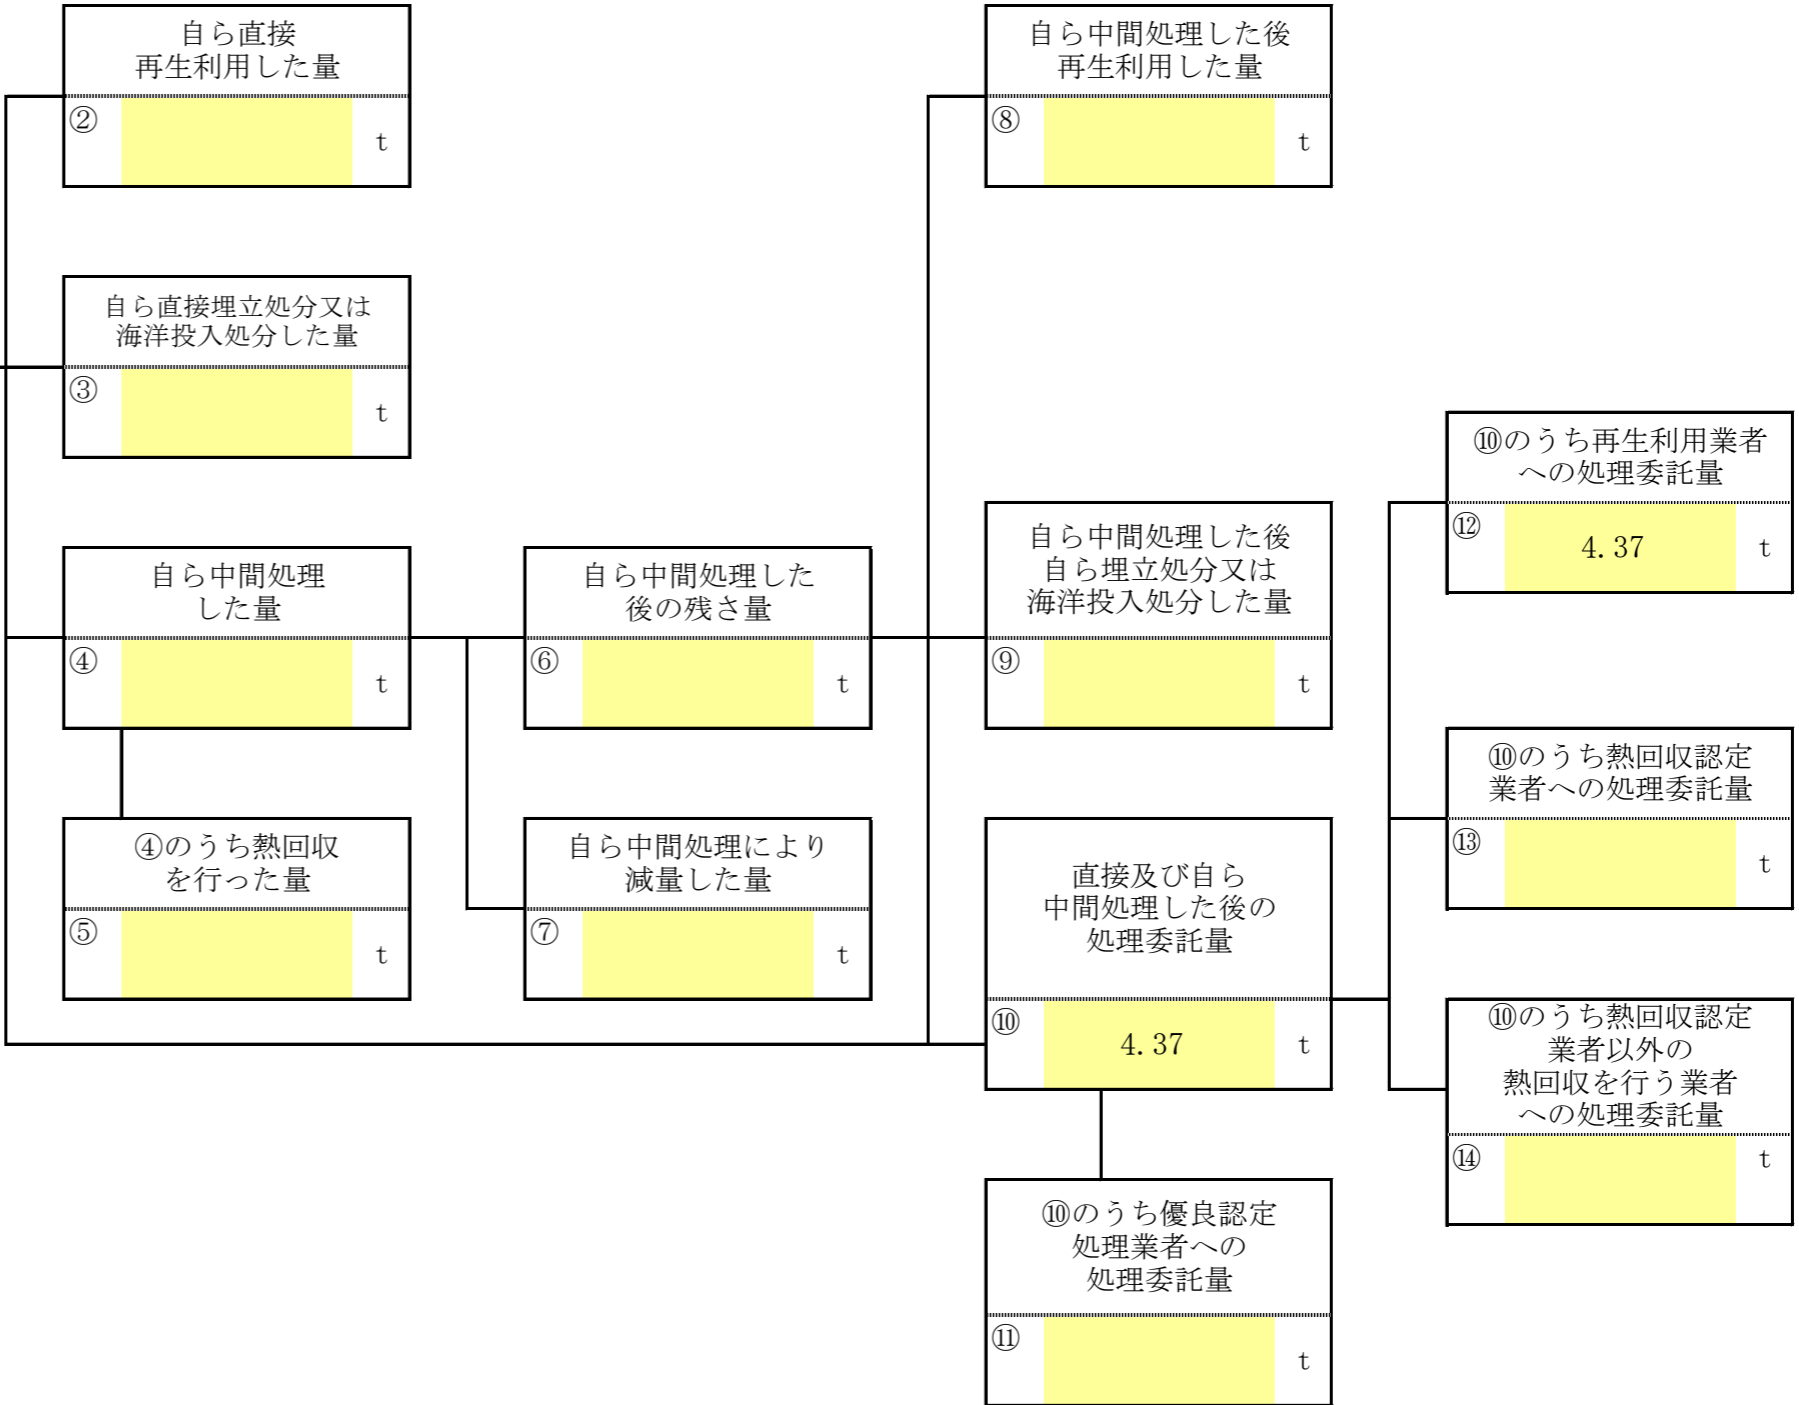 自ら直接
再生利用した量
②
t
自ら中間処理した後
再生利用した量
⑧
t
自ら直接埋立処分又は
海洋投入処分した量
③
t
⑩のうち再生利用業者
への処理委託量
⑫
4.37
t
自ら中間処理
した量
④
t
自ら中間処理した
後の残さ量
⑥
t
自ら中間処理した後
自ら埋立処分又は
海洋投入処分した量
⑨
t
⑩のうち熱回収認定
業者への処理委託量
⑬
t
④のうち熱回収
を行った量
⑤
t
自ら中間処理により
減量した量
⑦
t
直接及び自ら
中間処理した後の
処理委託量
⑩
4.37
t
⑩のうち熱回収認定
業者以外の
熱回収を行う業者
への処理委託量
⑭
t
⑩のうち優良認定
処理業者への
処理委託量
⑪
t